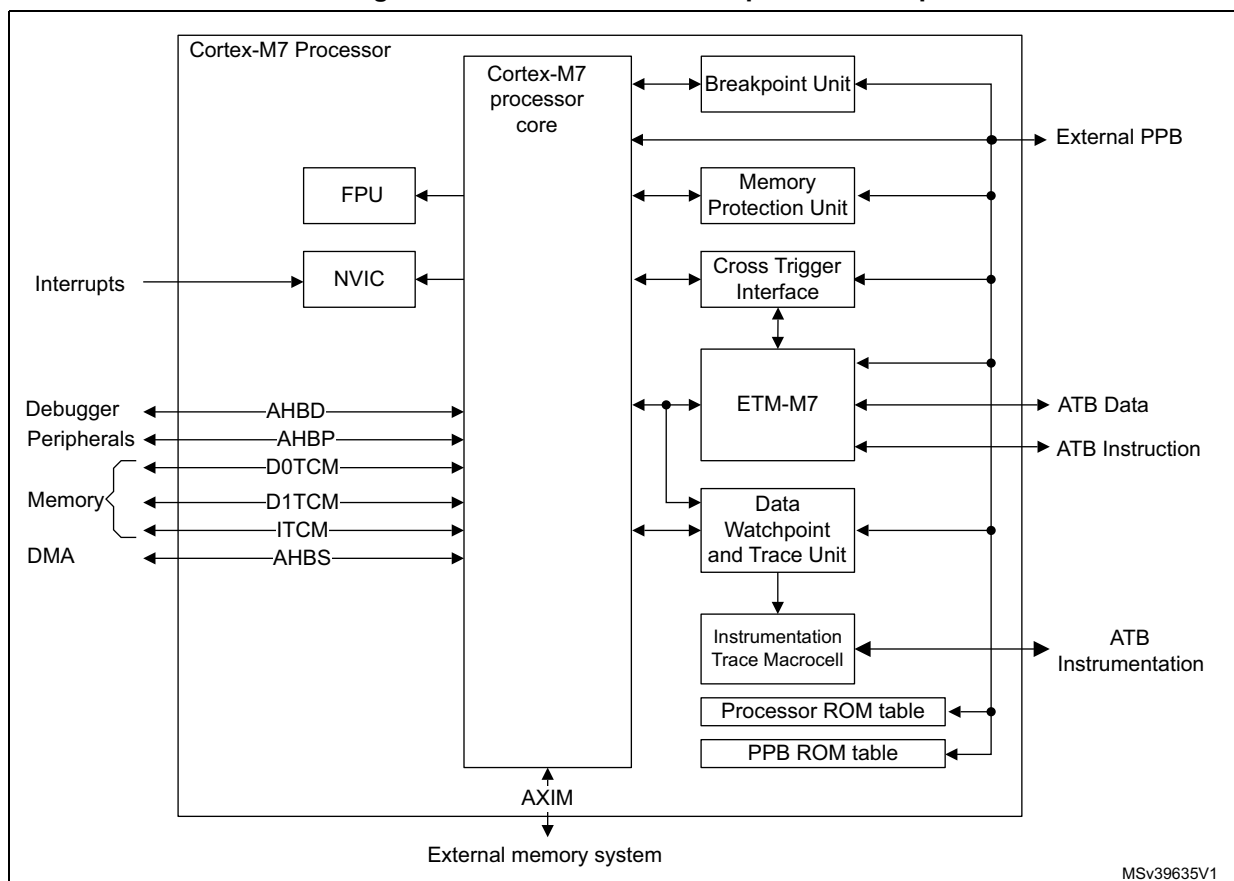 Cortex-M7 Processor
Cortex-M7
processor
core
Breakpoint Unit
External PPB
FPU
Memory
Protection Unit
Interrupts
NVIC
Cross Trigger
Interface
ETM-M7
Debugger
AHBD
ATB Data
Peripherals
AHBP
ATB Instruction
Memory
D0TCM
D1TCM
ITCM
DMA
AHBS
Data
Watchpoint
and Trace Unit
Instrumentation
Trace Macrocell
ATB
Instrumentation
Processor ROM table
PPB ROM table
AXIM
External memory system
MSv39635V1